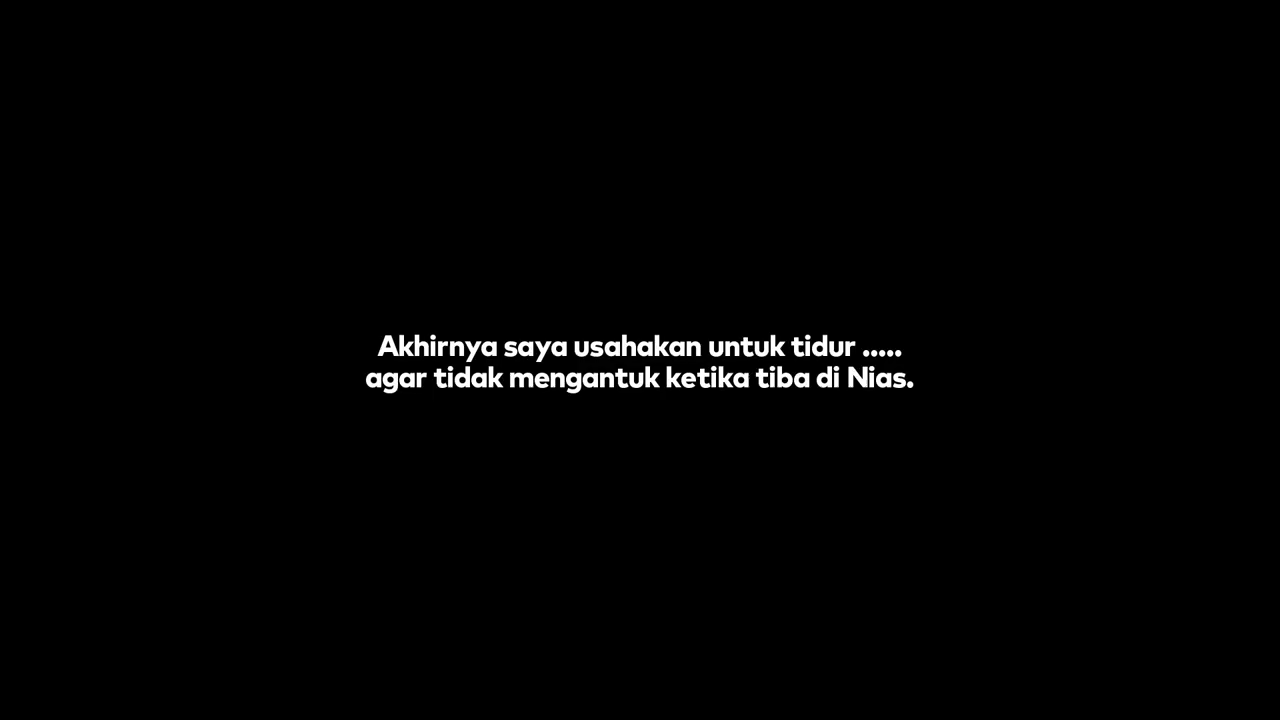 Akhirnya saya usahakan untuk tidur .....
agar tidak mengantuk ketika tiba di Nias.